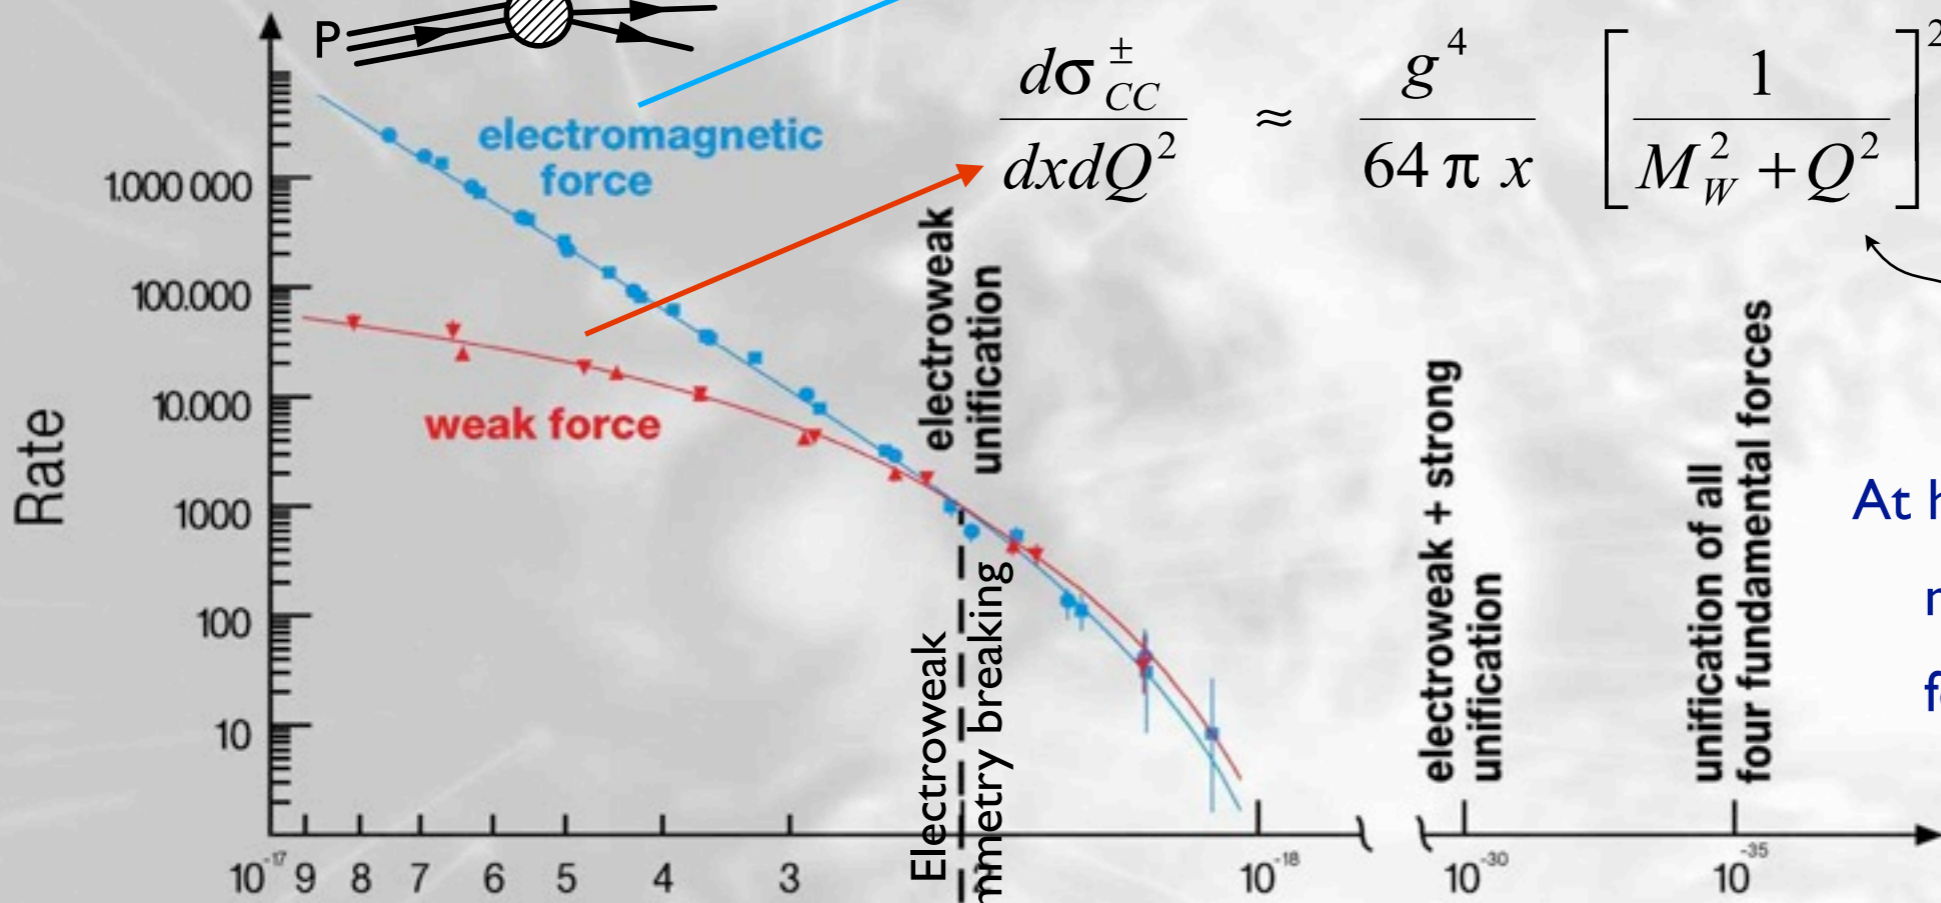 P
electromagnetic
force
dσ ± CC / dxdQ² ≈ g⁴ / 64 π x [ 1 / M²_W + Q² ]²
1.000 000
100.000
10.000
1000
100
10
Rate
weak force
electroweak
unification
Electroweak
mmetry breaking
electroweak + strong
unification
unification of all
four fundamental forces
At
10⁻¹⁷ 9 8 7 6 5 4 3 10⁻¹⁸ 10⁻³⁰ 10⁻³⁵